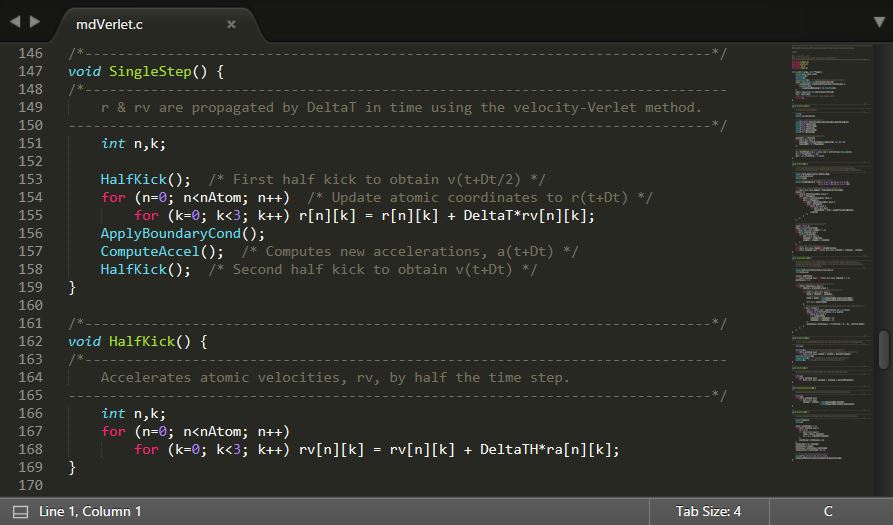 mdVerlet.c ×
146 /*----------------------------------------------------------------------------*/
147 void SingleStep() {
148 /*------------------------------------------------------------------------------
149     r & rv are propagated by DeltaT in time using the velocity-Verlet method.
150 ------------------------------------------------------------------------------*/
151     int n,k;
152
153     HalfKick();  /* First half kick to obtain v(t+Dt/2) */
154     for (n=0; n<nAtom; n++)  /* Update atomic coordinates to r(t+Dt) */
155         for (k=0; k<3; k++) r[n][k] = r[n][k] + DeltaT*rv[n][k];
156     ApplyBoundaryCond();
157     ComputeAccel();  /* Computes new accelerations, a(t+Dt) */
158     HalfKick();  /* Second half kick to obtain v(t+Dt) */
159 }
160
161 /*----------------------------------------------------------------------------*/
162 void HalfKick() {
163 /*------------------------------------------------------------------------------
164     Accelerates atomic velocities, rv, by half the time step.
165 ------------------------------------------------------------------------------*/
166     int n,k;
167     for (n=0; n<nAtom; n++)
168         for (k=0; k<3; k++) rv[n][k] = rv[n][k] + DeltaTH*ra[n][k];
169 }
170
Line 1, Column 1 Tab Size: 4 C